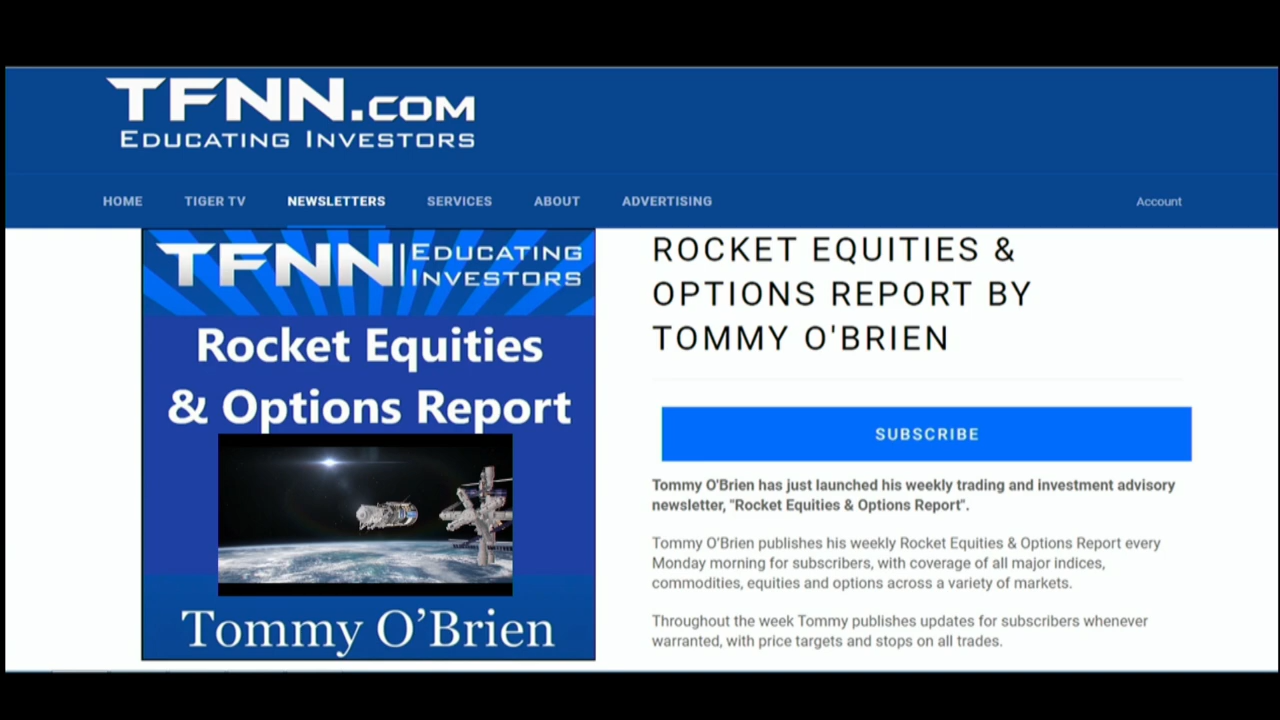 TFNN.COM
EDUCATING INVESTORS
HOME TIGER TV NEWSLETTERS SERVICES ABOUT ADVERTISING Account
TFNN EDUCATING
INVESTORS
Rocket Equities
& Options Report
Tommy O’Brien
ROCKET EQUITIES &
OPTIONS REPORT BY
TOMMY O'BRIEN
SUBSCRIBE
Tommy O'Brien has just launched his weekly trading and investment advisory
newsletter, "Rocket Equities & Options Report".
Tommy O’Brien publishes his weekly Rocket Equities & Options Report every
Monday morning for subscribers, with coverage of all major indices,
commodities, equities and options across a variety of markets.
Throughout the week Tommy publishes updates for subscribers whenever
warranted, with price targets and stops on all trades.